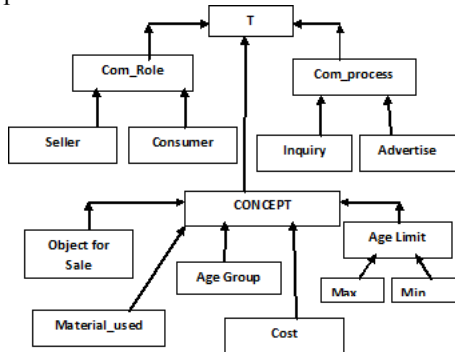 T
Com_Role
Com_process
Seller
Consumer
Inquiry
Advertise
CONCEPT
Object for
Sale
Age Limit
Age Group
Max
Min
Material_used
Cost